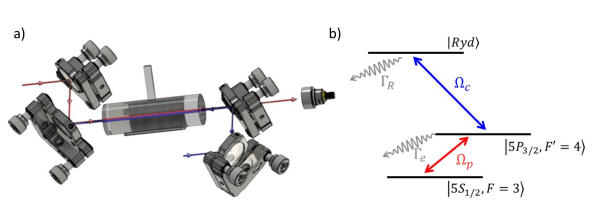 a)
b)
|Ryd⟩
Γ_R
Ω_c
Γ_e
Ω_p
|5P_{3/2}, F′ = 4⟩
|5S_{1/2}, F = 3⟩